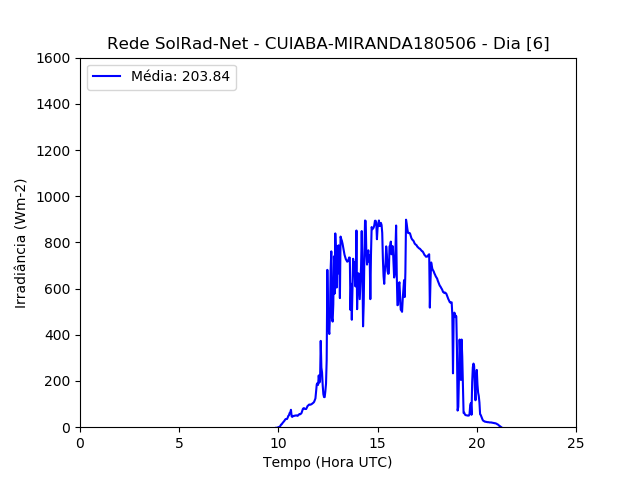 Rede SolRad-Net - CUIABA-MIRANDA180506 - Dia [6]
Média: 203.84
Irradiância (Wm-2)
1600
1400
1200
1000
800
600
400
200
0
0 5 10 15 20 25
Tempo (Hora UTC)